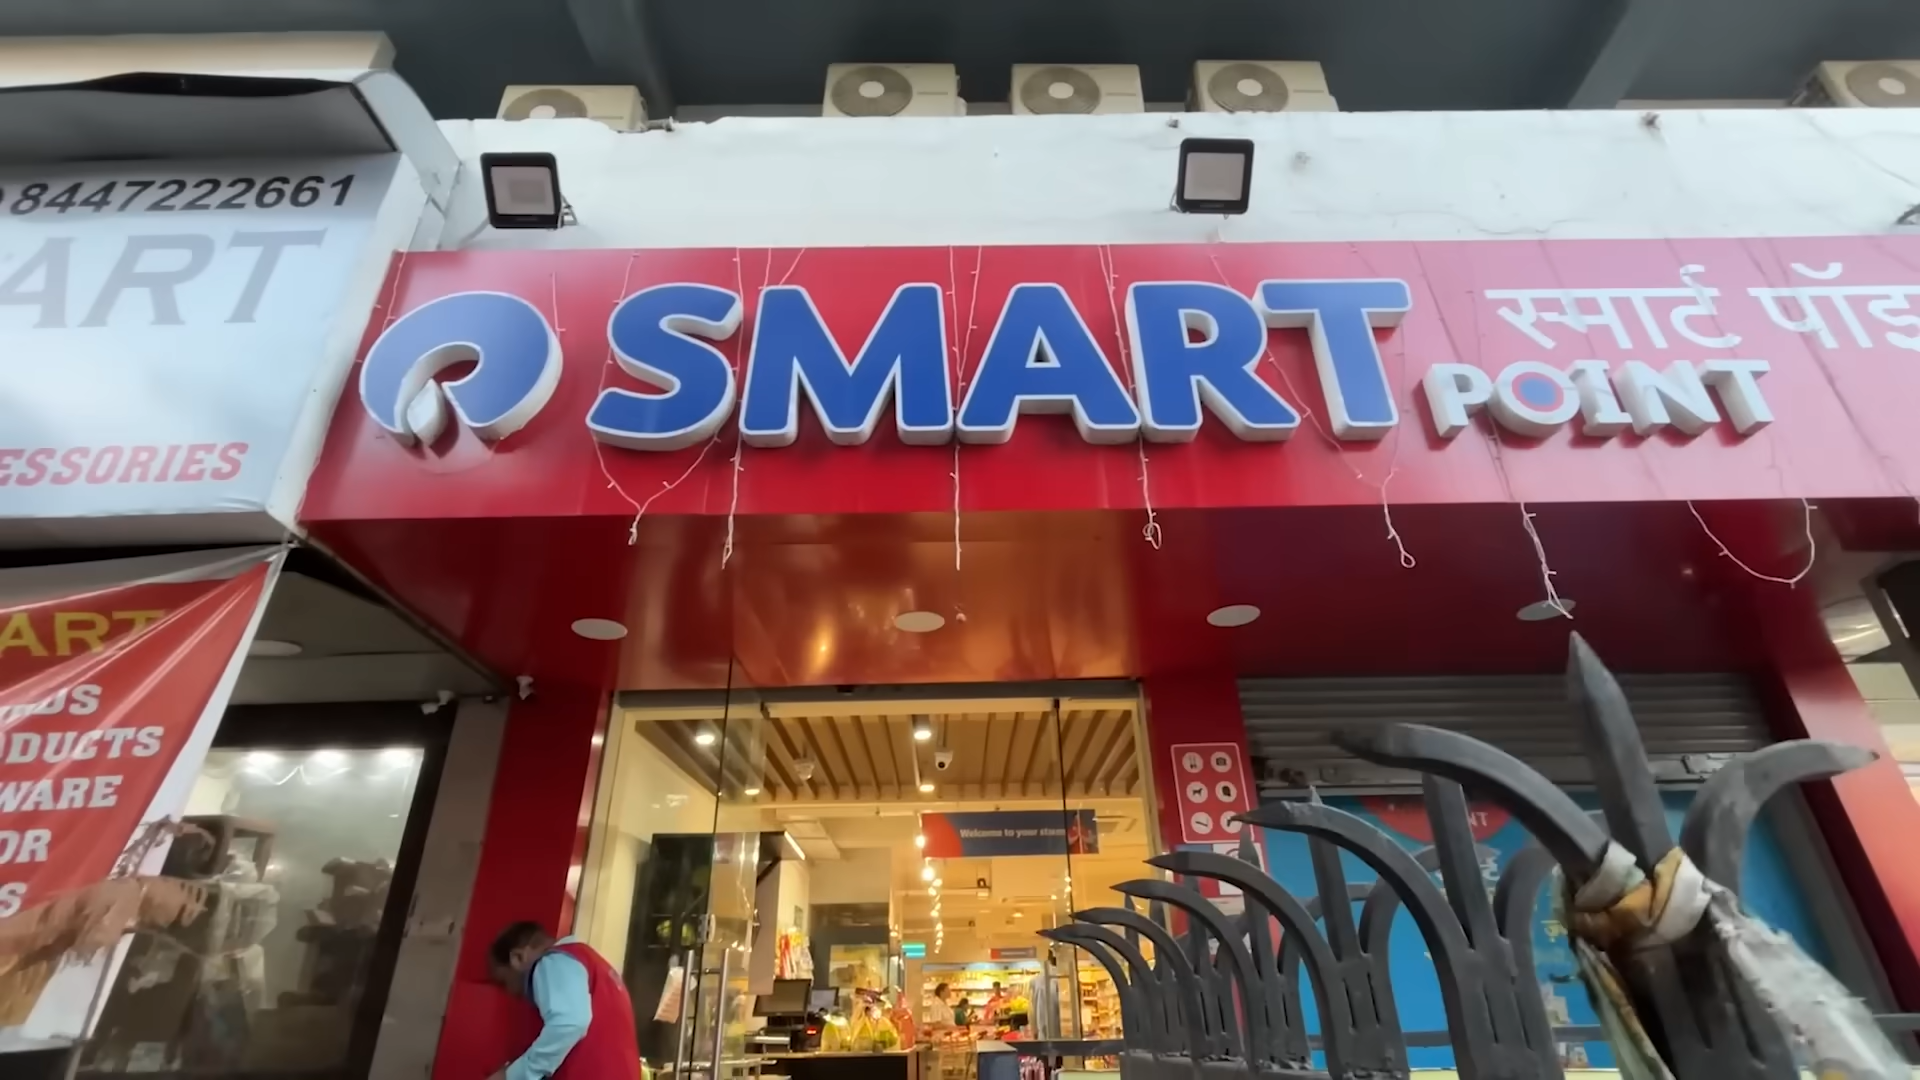 8447222661
ART
ESSORIES
SMART
स्मार्ट पॉइ
POINT
ART
DUCTS
WARE
OR
S
Welcome to your store